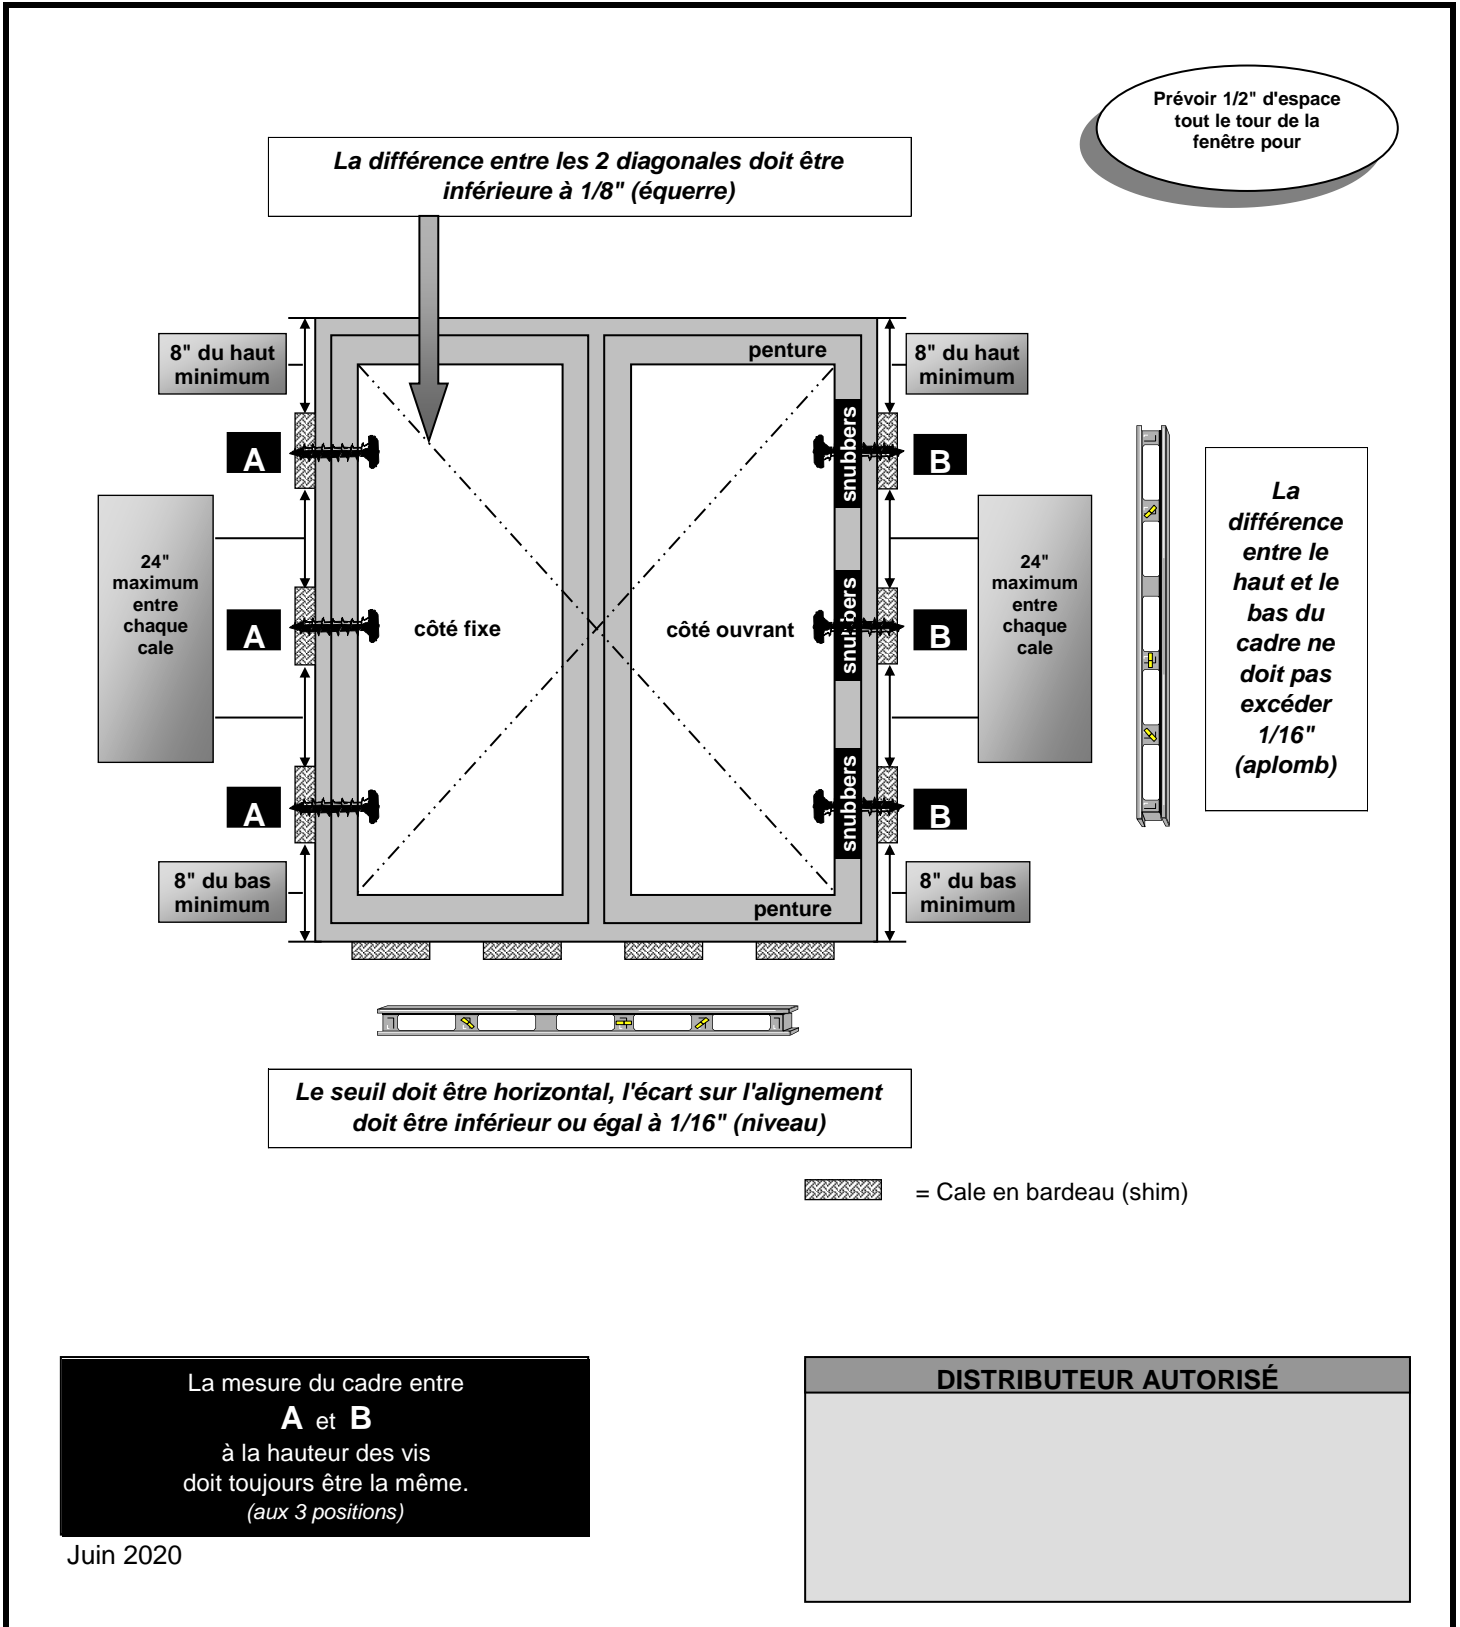 Prévoir 1/2" d'espace
tout le tour de la
fenêtre pour
La différence entre les 2 diagonales doit être
inférieure à 1/8" (équerre)
8" du haut
minimum
penture
8" du haut
minimum
A
snubbers
B
24"
maximum
entre
chaque
cale
A
côté fixe
côté ouvrant
snubbers
B
24"
maximum
entre
chaque
cale
La
différence
entre le
haut et le
bas du
cadre ne
doit pas
excéder
1/16"
(aplomb)
A
snubbers
B
8" du bas
minimum
penture
8" du bas
minimum
Le seuil doit être horizontal, l'écart sur l'alignement
doit être inférieur ou égal à 1/16" (niveau)
= Cale en bardeau (shim)
La mesure du cadre entre
A et B
à la hauteur des vis
doit toujours être la même.
(aux 3 positions)
DISTRIBUTEUR AUTORISÉ
Juin 2020